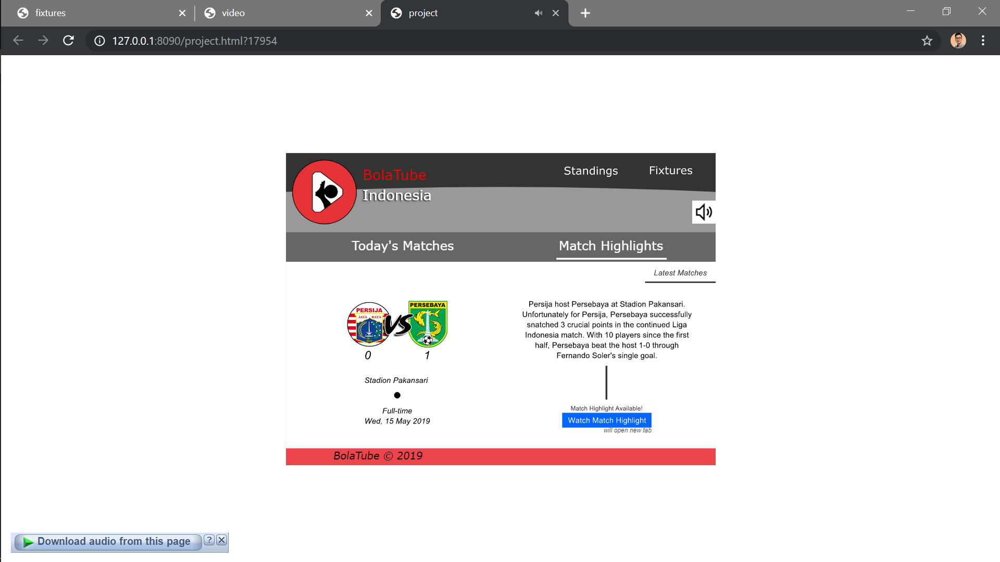 fixtures
video
project
127.0.0.1:8090/project.html?17954
BolaTube
Indonesia
Standings
Fixtures
Today's Matches
Match Highlights
Latest Matches
PERSIJA
JAYA RAYA
VS
PERSEBAYA
0
1
Stadion Pakansari
Full-time
Wed, 15 May 2019
Persija host Persebaya at Stadion Pakansari.
Unfortunately for Persija, Persebaya successfully
snatched 3 crucial points in the continued Liga
Indonesia match. With 10 players since the first
half, Persebaya beat the host 1-0 through
Fernando Soler's single goal.
Match Highlight Available!
Watch Match Highlight
will open new tab
BolaTube © 2019
Download audio from this page
?